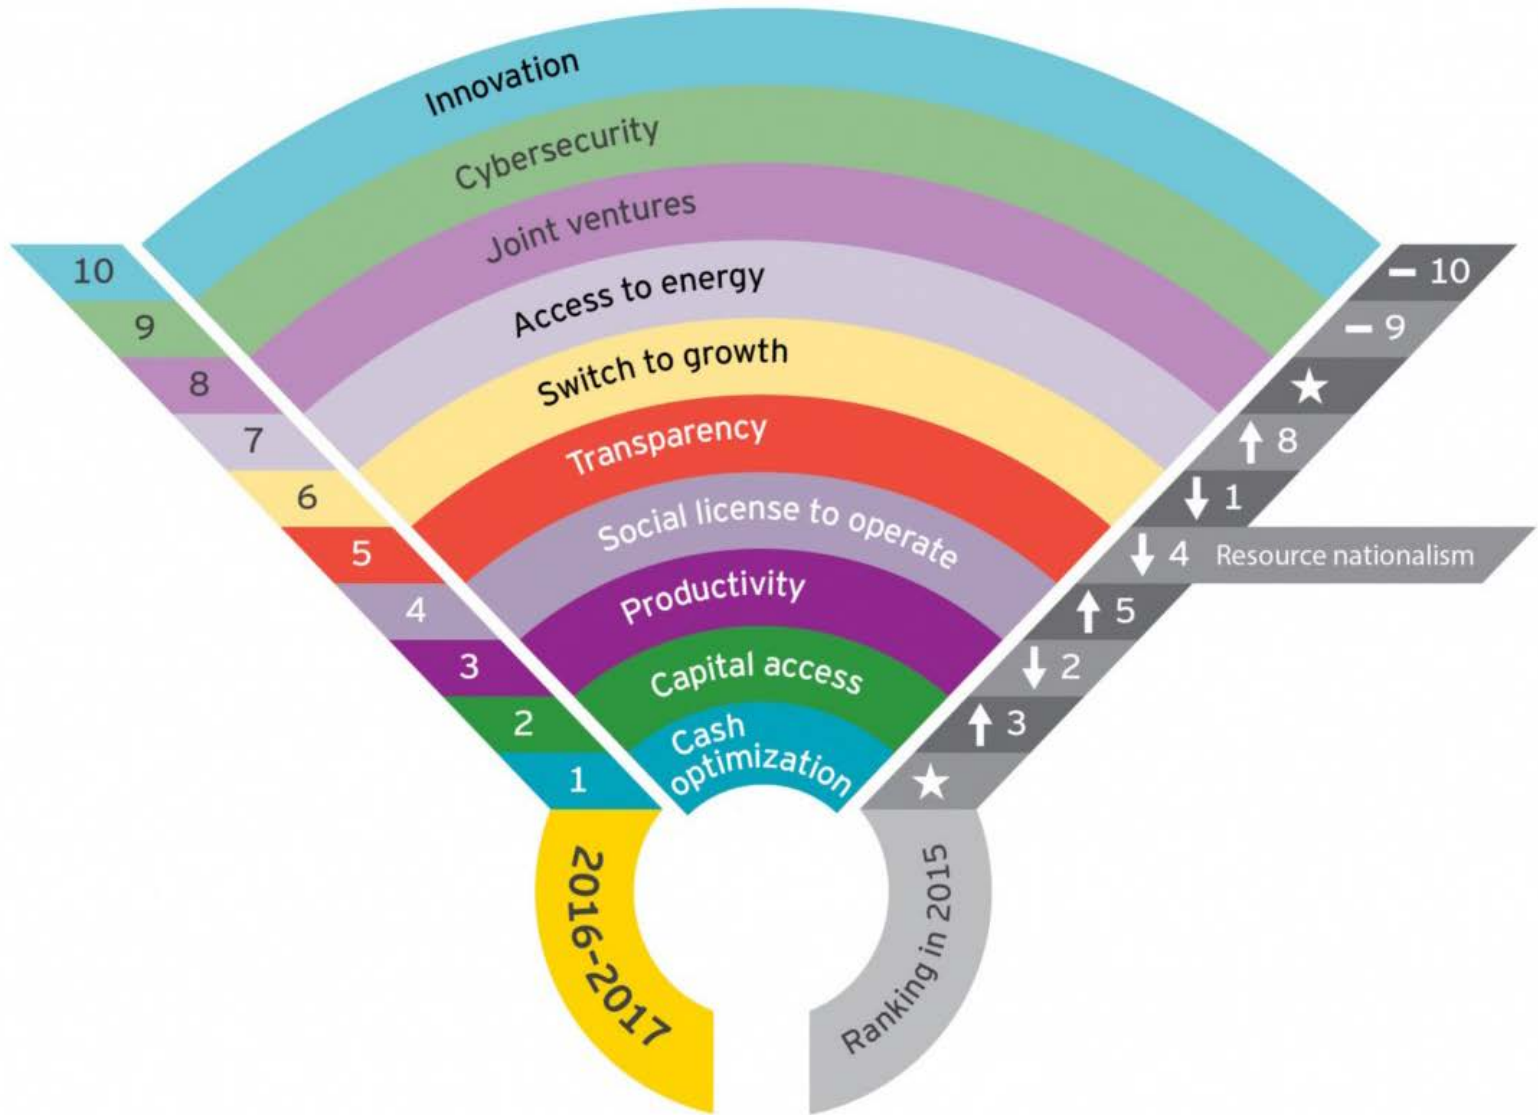 Innovation
Cybersecurity
Joint ventures
Access to energy
Switch to growth
Transparency
Social license to operate
Productivity
Capital access
Cash
optimization
10
9
8
7
6
5
4
3
2
1
– 10
– 9
★
↑ 8
↓ 1
↓ 4 Resource nationalism
↑ 5
↓ 2
↑ 3
★
2016-2017
Ranking in 2015